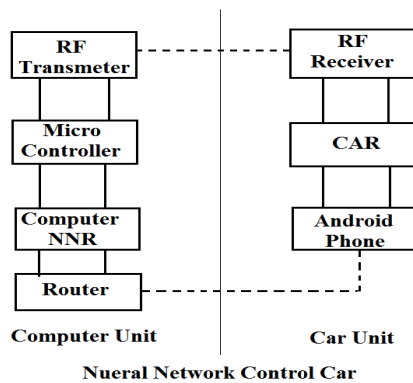 RF
Transmeter
RF
Receiver
Micro
Controller
CAR
Computer
NNR
Android
Phone
Router
Computer Unit
Car Unit
Nueral Network Control Car